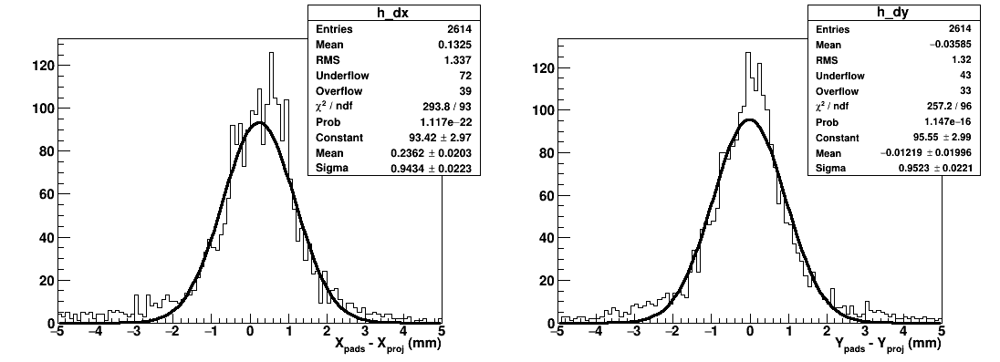 h_dx
Entries 2614
Mean 0.1325
RMS 1.337
Underflow 72
Overflow 39
χ² / ndf 293.8 / 93
Prob 1.117e−22
Constant 93.42 ± 2.97
Mean 0.2362 ± 0.0203
Sigma 0.9434 ± 0.0223
120
100
80
60
40
20
0
−5 −4 −3 −2 −1 0 1 2 3 4 5
X_pads - X_proj (mm)
h_dy
Entries 2614
Mean −0.03585
RMS 1.32
Underflow 43
Overflow 33
χ² / ndf 257.2 / 96
Prob 1.147e−16
Constant 95.55 ± 2.99
Mean −0.01219 ± 0.01996
Sigma 0.9523 ± 0.0221
120
100
80
60
40
20
0
−5 −4 −3 −2 −1 0 1 2 3 4 5
Y_pads - Y_proj (mm)